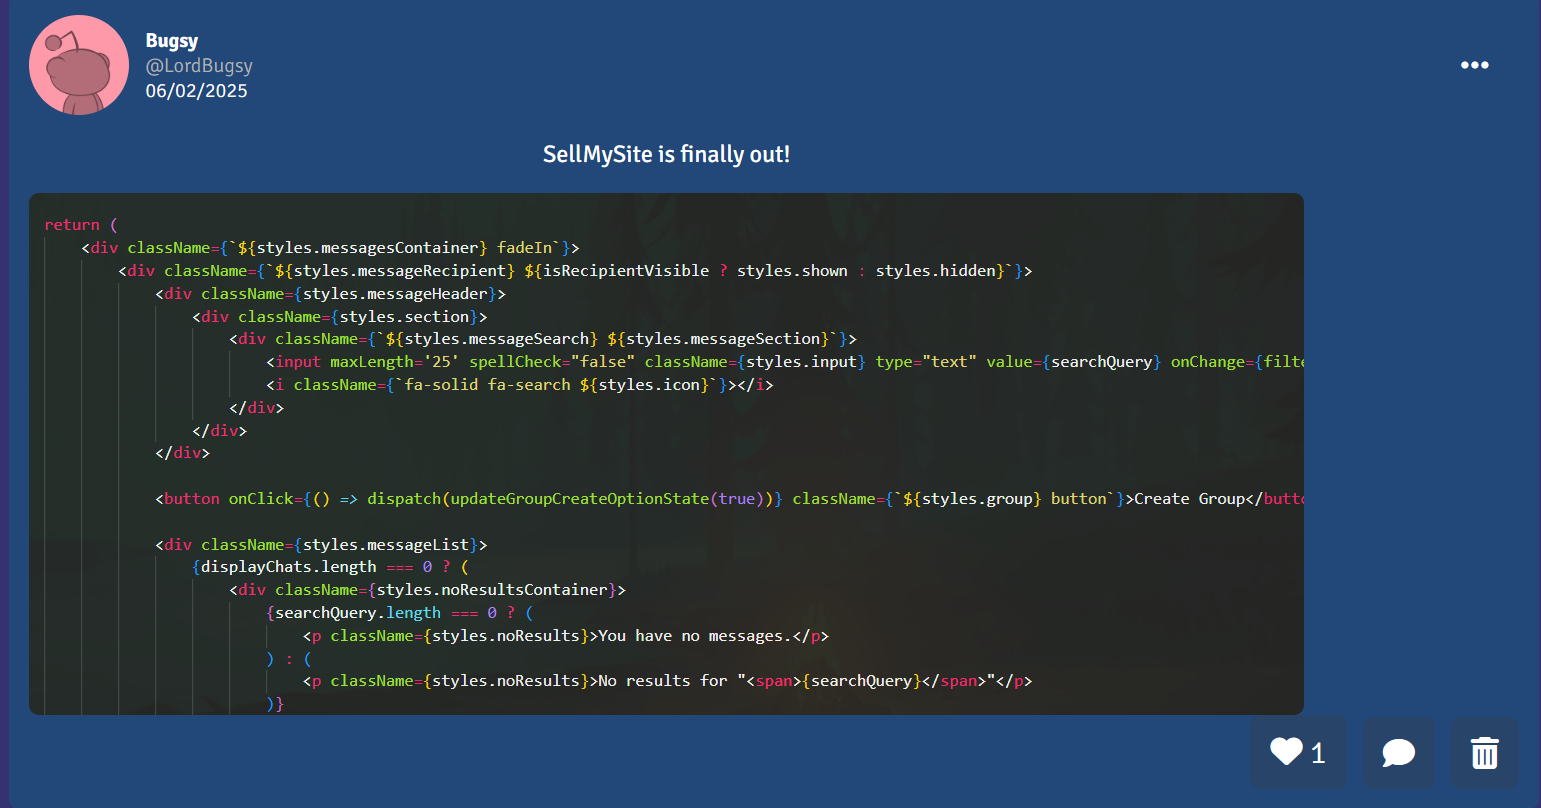 Bugsy
@LordBugsy
06/02/2025
SellMySite is finally out!
return (
<div className={`${styles.messagesContainer} fadeIn`}>
<div className={`${styles.messageRecipient} ${isRecipientVisible ? styles.shown : styles.hidden}`}>
<div className={styles.messageHeader}>
<div className={styles.section}>
<div className={`${styles.messageSearch} ${styles.messageSection}`}>
<input maxLength='25' spellCheck="false" className={styles.input} type="text" value={searchQuery} onChange={filte
<i className={`fa-solid fa-search ${styles.icon}`}></i>
</div>
</div>
</div>
<button onClick={() => dispatch(updateGroupCreateOptionState(true))} className={`${styles.group} button`}>Create Group</butto
<div className={styles.messageList}>
{displayChats.length === 0 ? (
<div className={styles.noResultsContainer}>
{searchQuery.length === 0 ? (
<p className={styles.noResults}>You have no messages.</p>
) : (
<p className={styles.noResults}>No results for "<span>{searchQuery}</span>"</p>
)}
1